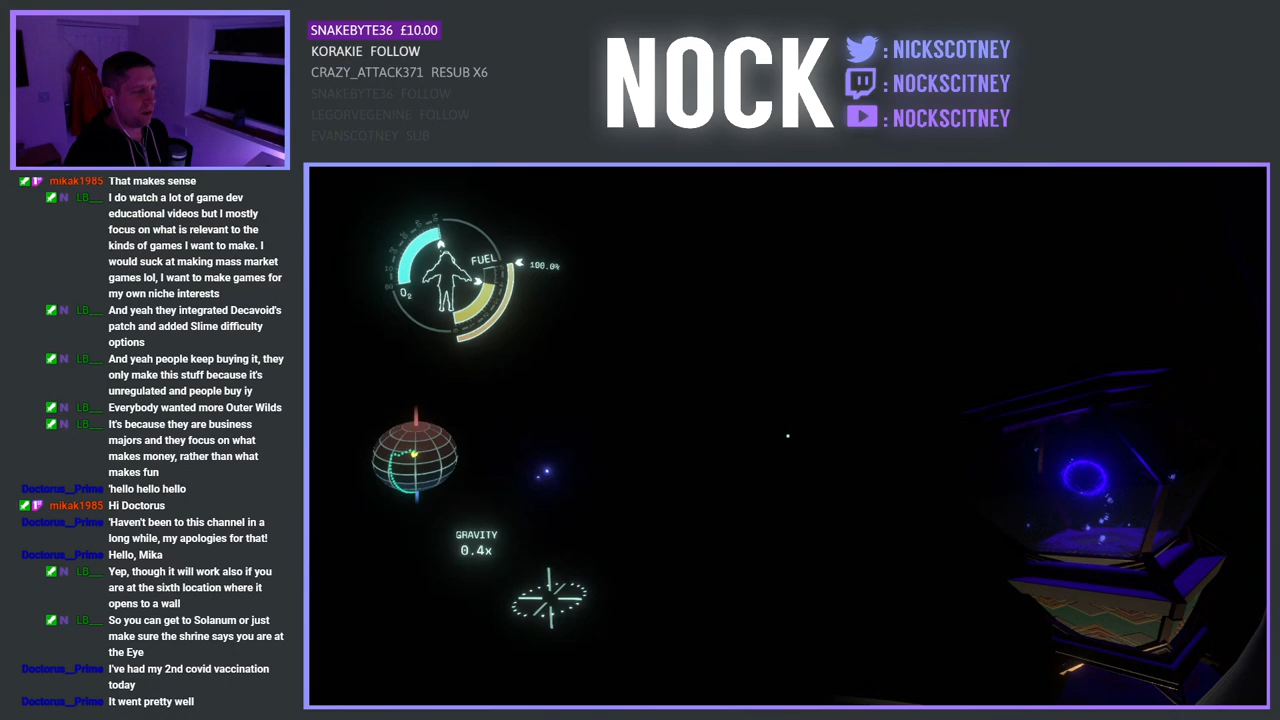 SNAKEBYTE36 £10.00
KORAKIE FOLLOW
CRAZY_ATTACK371 RESUB X6
SNAKEBYTE36 FOLLOW
LEGORVEGENINE FOLLOW
EVANSCOTNEY SUB
NOCK
: NICKSCOTNEY
: NOCKSCITNEY
: NOCKSCITNEY
mikak1985 That makes sense
LB__ I do watch a lot of game dev
educational videos but I mostly
focus on what is relevant to the
kinds of games I want to make. I
would suck at making mass market
games lol, I want to make games for
my own niche interests
LB__ And yeah they integrated Decavoid's
patch and added Slime difficulty
options
LB__ And yeah people keep buying it, they
only make this stuff because it's
unregulated and people buy iy
LB__ Everybody wanted more Outer Wilds
LB__ It's because they are business
majors and they focus on what
makes money, rather than what
makes fun
Doctorus__Prime 'hello hello hello
mikak1985 Hi Doctorus
Doctorus__Prime 'Haven't been to this channel in a
long while, my apologies for that!
Doctorus__Prime Hello, Mika
LB__ Yep, though it will work also if you
are at the sixth location where it
opens to a wall
LB__ So you can get to Solanum or just
make sure the shrine says you are at
the Eye
Doctorus__Prime I've had my 2nd covid vaccination
today
Doctorus__Prime It went pretty well
FUEL
100.0%
O2
GRAVITY
0.4x